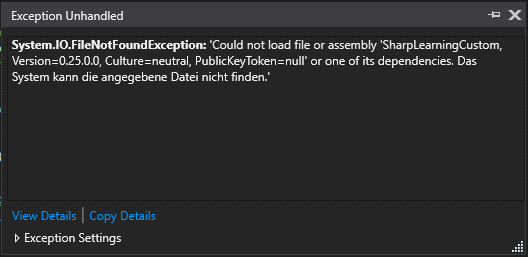 Exception Unhandled
System.IO.FileNotFoundException: 'Could not load file or assembly 'SharpLearningCustom,
Version=0.25.0.0, Culture=neutral, PublicKeyToken=null' or one of its dependencies. Das
System kann die angegebene Datei nicht finden.'
View Details | Copy Details
Exception Settings